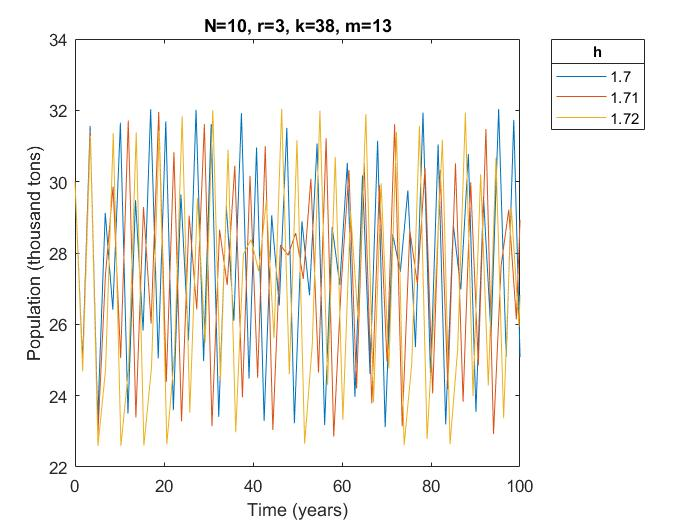 N=10, r=3, k=38, m=13
h
1.7
1.71
1.72
34
32
30
28
26
24
22
Population (thousand tons)
0 20 40 60 80 100
Time (years)